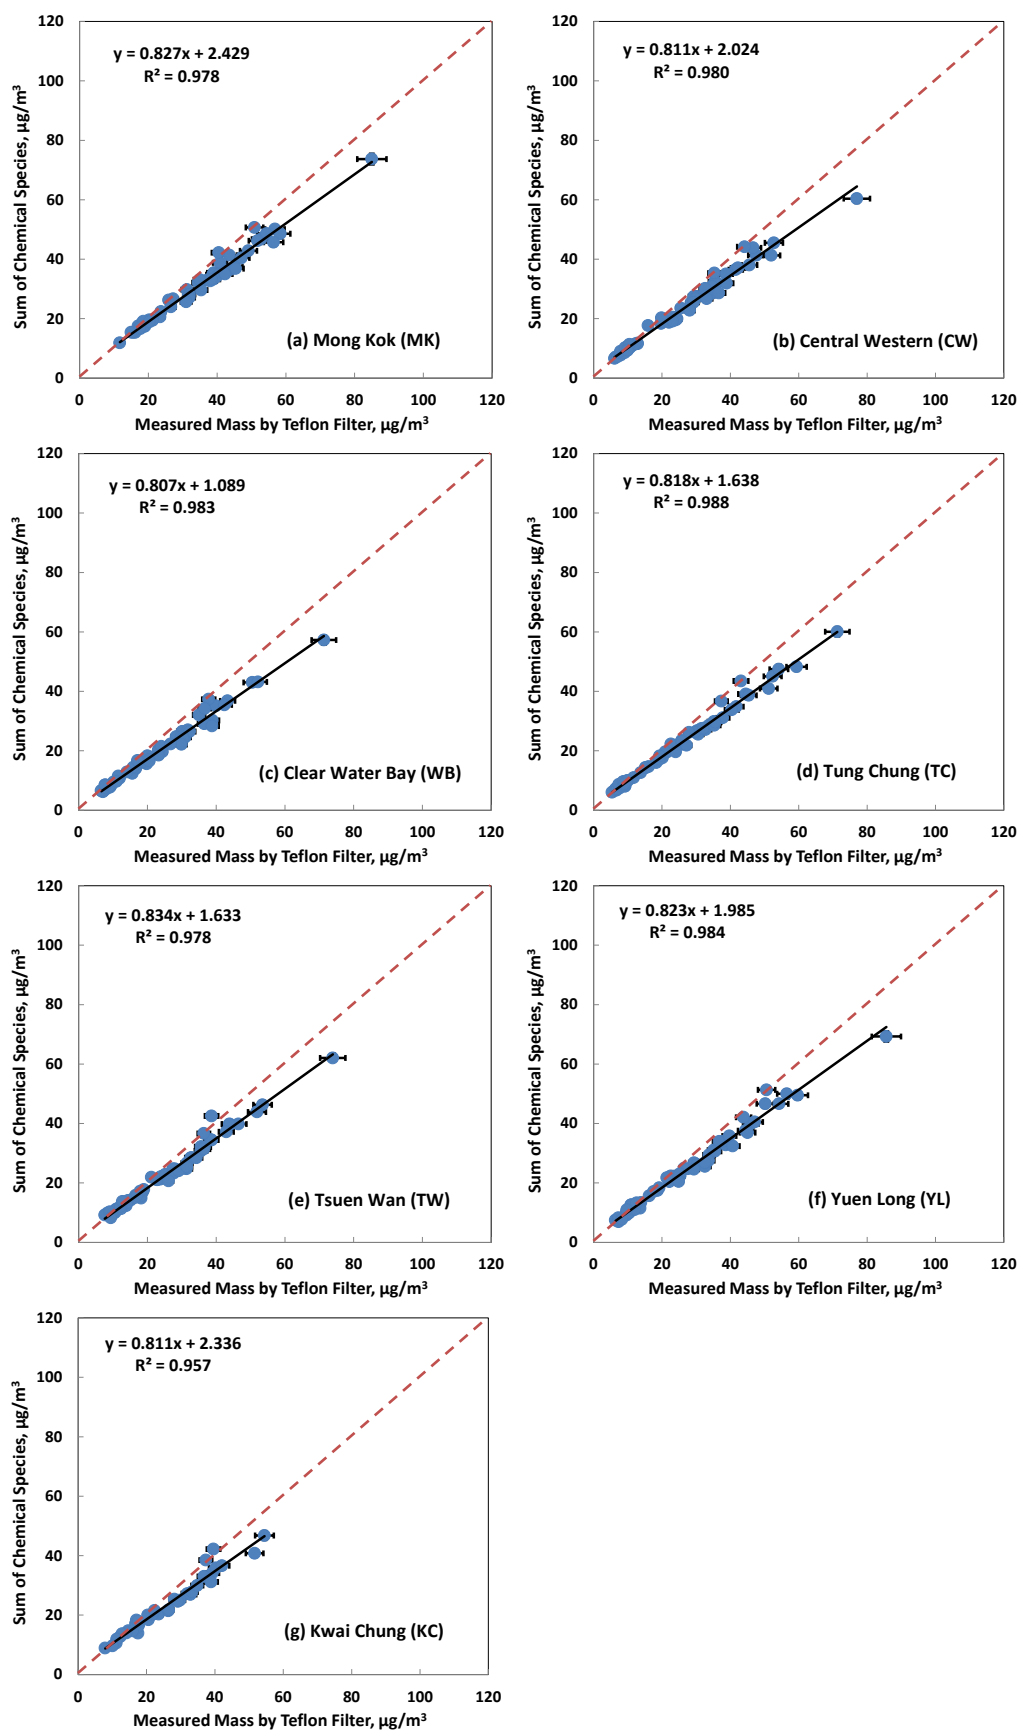 y = 0.827x + 2.429
R² = 0.978
Sum of Chemical Species, µg/m³
120
100
80
60
40
20
0
(a) Mong Kok (MK)
0 20 40 60 80 100 120
Measured Mass by Teflon Filter, µg/m³
y = 0.811x + 2.024
R² = 0.980
Sum of Chemical Species, µg/m³
120
100
80
60
40
20
0
(b) Central Western (CW)
0 20 40 60 80 100 120
Measured Mass by Teflon Filter, µg/m³
y = 0.807x + 1.089
R² = 0.983
Sum of Chemical Species, µg/m³
120
100
80
60
40
20
0
(c) Clear Water Bay (WB)
0 20 40 60 80 100 120
Measured Mass by Teflon Filter, µg/m³
y = 0.818x + 1.638
R² = 0.988
Sum of Chemical Species, µg/m³
120
100
80
60
40
20
0
(d) Tung Chung (TC)
0 20 40 60 80 100 120
Measured Mass by Teflon Filter, µg/m³
y = 0.834x + 1.633
R² = 0.978
Sum of Chemical Species, µg/m³
120
100
80
60
40
20
0
(e) Tsuen Wan (TW)
0 20 40 60 80 100 120
Measured Mass by Teflon Filter, µg/m³
y = 0.823x + 1.985
R² = 0.984
Sum of Chemical Species, µg/m³
120
100
80
60
40
20
0
(f) Yuen Long (YL)
0 20 40 60 80 100 120
Measured Mass by Teflon Filter, µg/m³
y = 0.811x + 2.336
R² = 0.957
Sum of Chemical Species, µg/m³
120
100
80
60
40
20
0
(g) Kwai Chung (KC)
0 20 40 60 80 100 120
Measured Mass by Teflon Filter, µg/m³